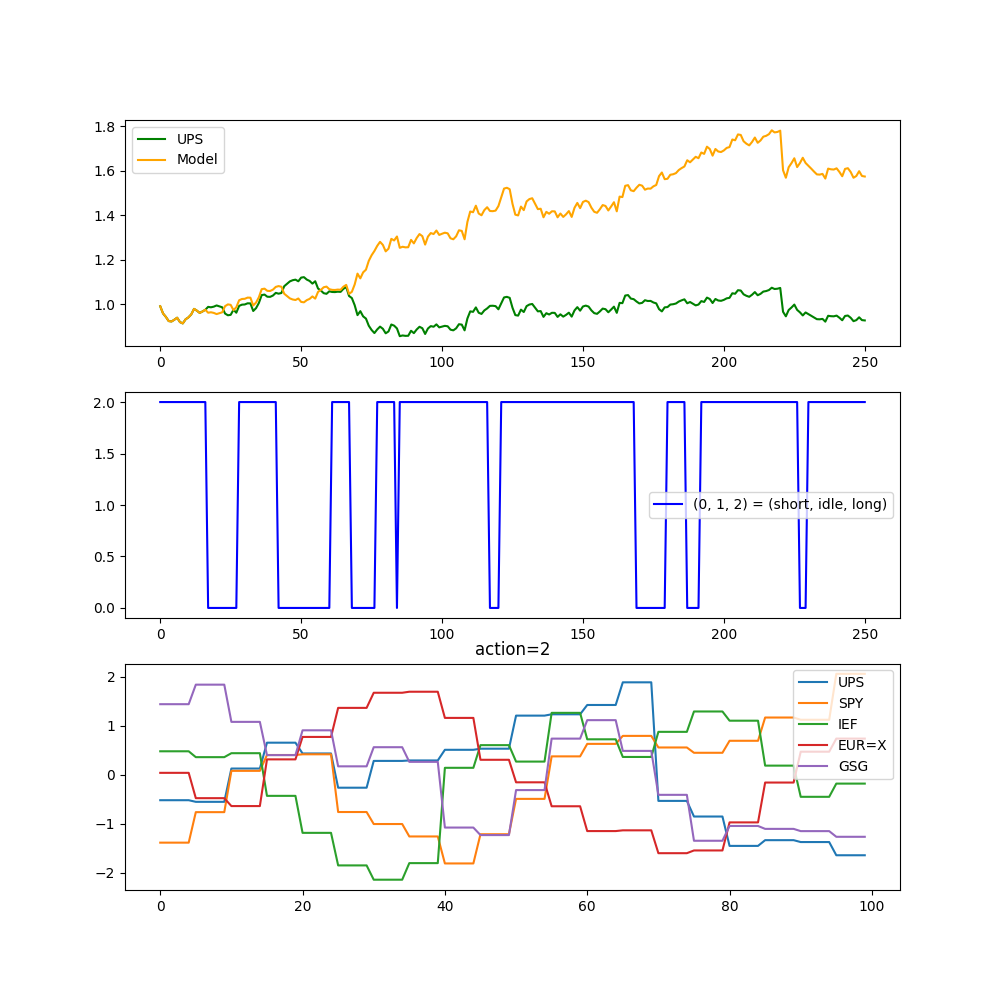 1.8
1.6
1.4
1.2
1.0
UPS
Model
0 50 100 150 200 250
2.0
1.5
1.0
0.5
0.0
(0, 1, 2) = (short, idle, long)
0 50 100 150 200 250
action=2
2
1
0
−1
−2
UPS
SPY
IEF
EUR=X
GSG
0 20 40 60 80 100